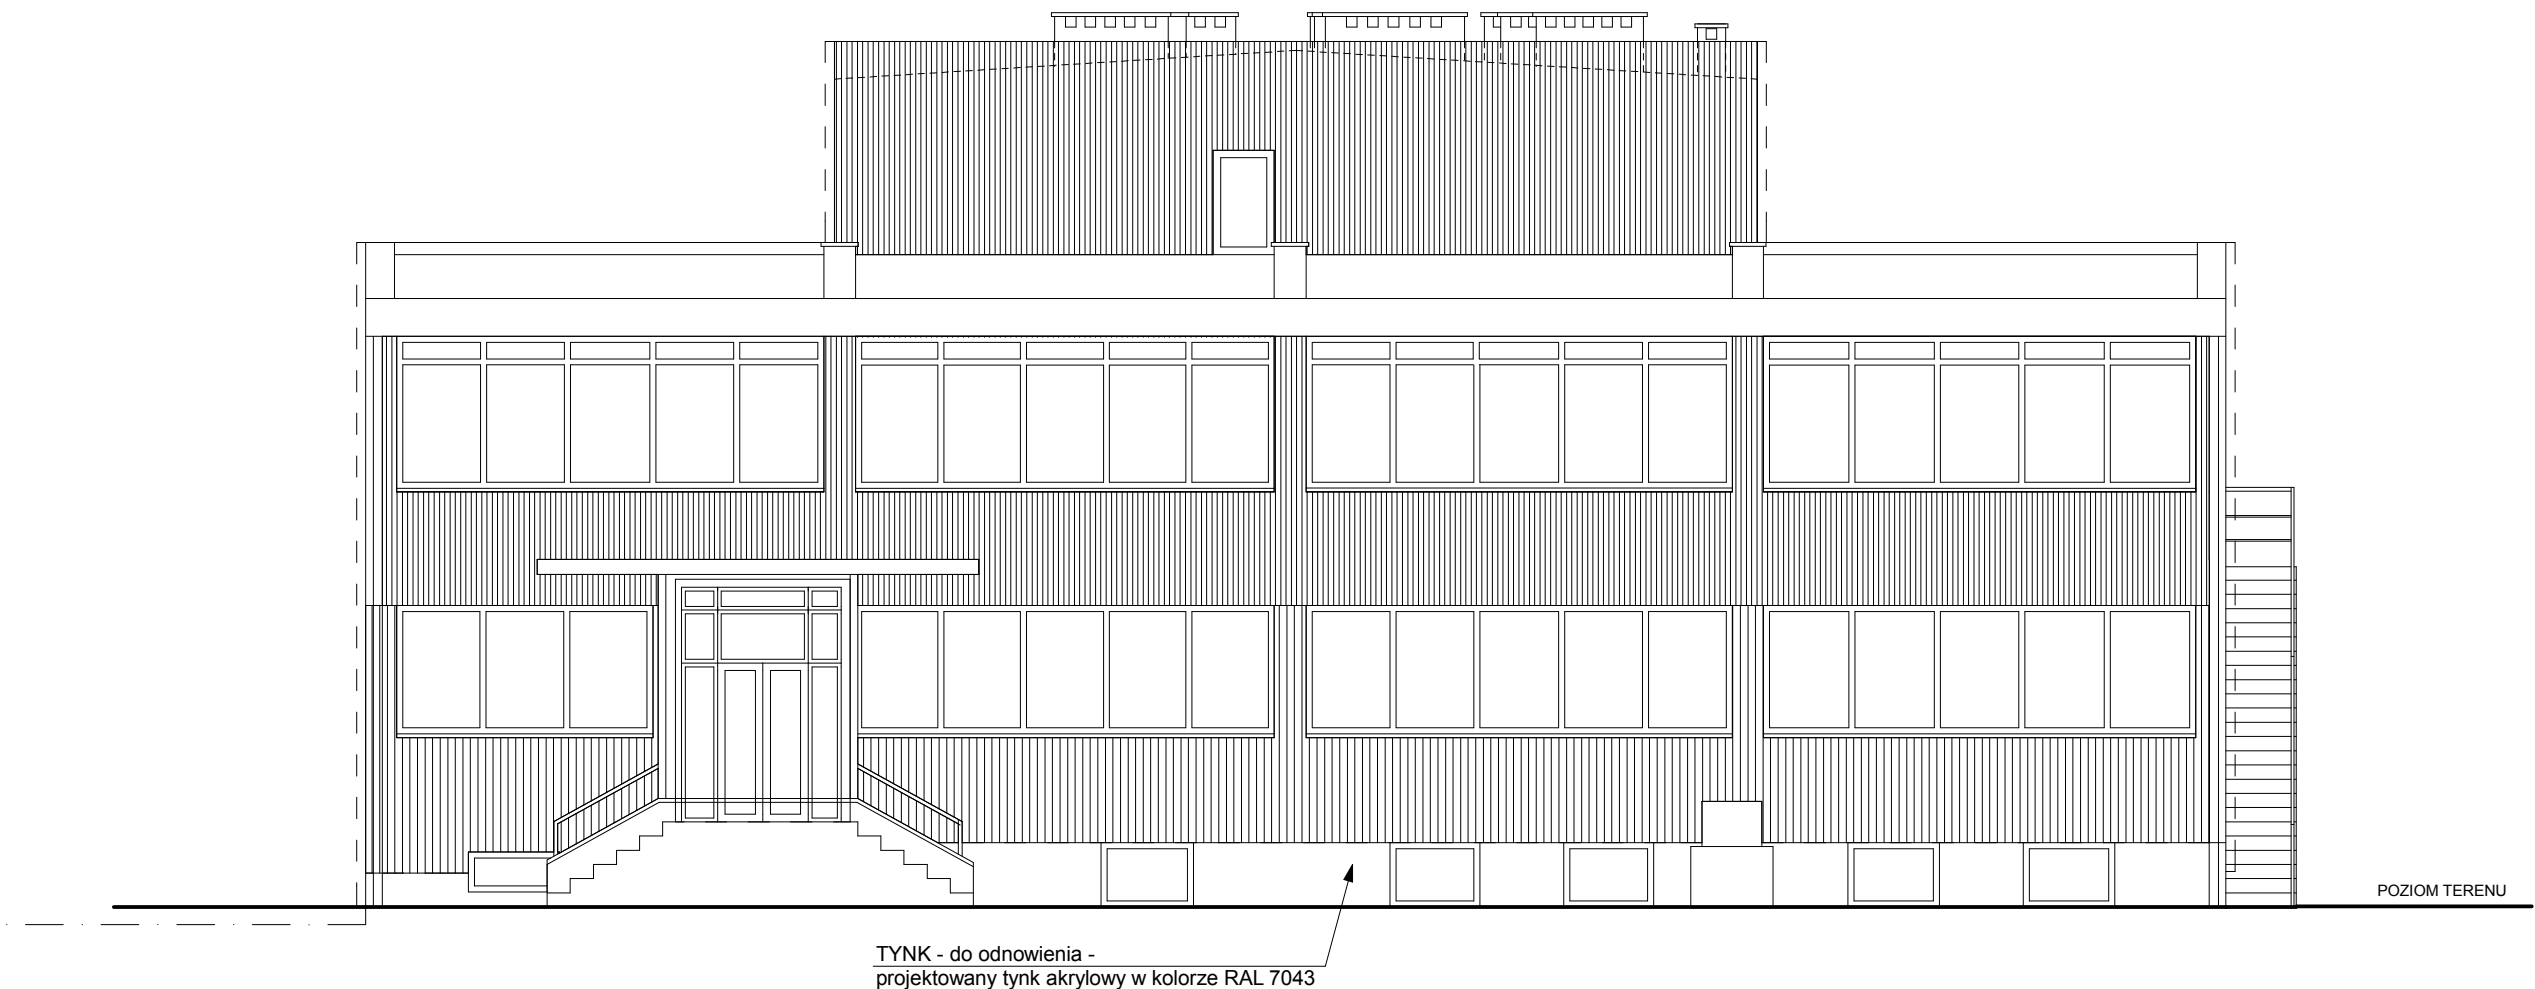 POZIOM TERENU
TYNK - do odnowienia -
projektowany tynk akrylowy w kolorze RAL 7043